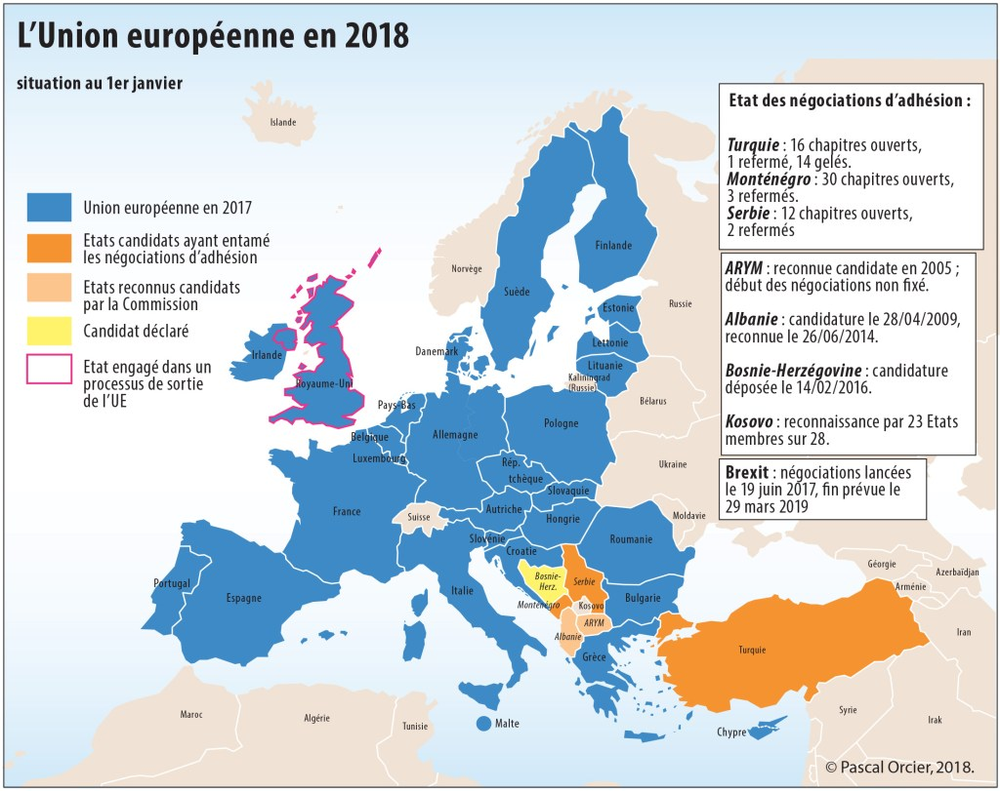 L'Union européenne en 2018
situation au 1er janvier
Union européenne en 2017
Etats candidats ayant entamé
les négociations d'adhésion
Etats reconnus candidats
par la Commission
Candidat déclaré
Etat engagé dans un
processus de sortie
de l'UE
Etat des négociations d'adhésion :
Turquie : 16 chapitres ouverts,
1 refermé, 14 gelés.
Monténégro : 30 chapitres ouverts,
3 refermés.
Serbie : 12 chapitres ouverts,
2 refermés
ARYM : reconnue candidate en 2005 ;
début des négociations non fixé.
Albanie : candidature le 28/04/2009,
reconnue le 26/06/2014.
Bosnie-Herzégovine : candidature
déposée le 14/02/2016.
Kosovo : reconnaissance par 23 Etats
membres sur 28.
Brexit : négociations lancées
le 19 juin 2017, fin prévue le
29 mars 2019
Islande
Norvège
Suède
Finlande
Russie
Estonie
Lettonie
Lituanie
Kaliningrad
(Russie)
Danemark
Irlande
Royaume-Uni
Pays-Bas
Belgique
Luxembourg
Allemagne
Pologne
Bélarus
Ukraine
Rép.
tchèque
Slovaquie
Autriche
Hongrie
Moldavie
France
Suisse
Slovénie
Croatie
Roumanie
Bosnie-
Herz.
Serbie
Monténégro
Kosovo
Bulgarie
ARYM
Albanie
Italie
Grèce
Portugal
Espagne
Géorgie
Azerbaïdjan
Arménie
Iran
Turquie
Syrie
Irak
Chypre
Malte
Maroc
Algérie
Tunisie
© Pascal Orcier, 2018.